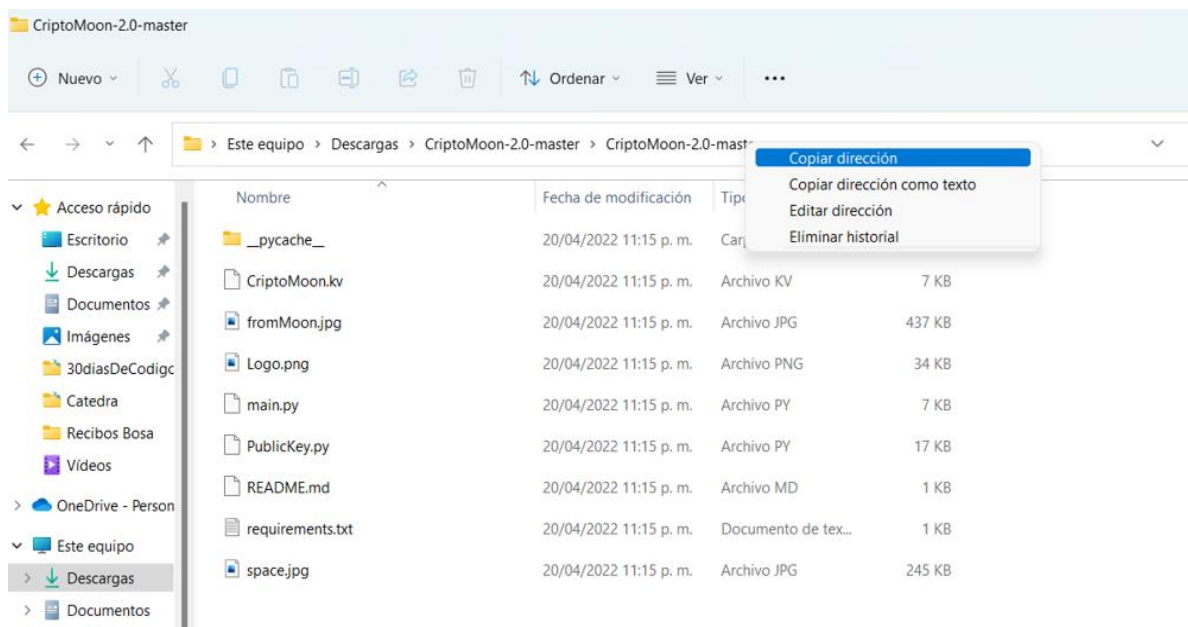 CriptoMoon-2.0-master
Nuevo Ordenar Ver
Este equipo > Descargas > CriptoMoon-2.0-master > CriptoMoon-2.0-mast
Copiar dirección
Copiar dirección como texto
Editar dirección
Eliminar historial
Nombre Fecha de modificación
Acceso rápido
Escritorio
Descargas
Documentos
Imágenes
30diasDeCodigc
Catedra
Recibos Bosa
Vídeos
OneDrive - Person
Este equipo
Descargas
Documentos
__pycache__ 20/04/2022 11:15 p. m.
CriptoMoon.kv 20/04/2022 11:15 p. m. Archivo KV 7 KB
fromMoon.jpg 20/04/2022 11:15 p. m. Archivo JPG 437 KB
Logo.png 20/04/2022 11:15 p. m. Archivo PNG 34 KB
main.py 20/04/2022 11:15 p. m. Archivo PY 7 KB
PublicKey.py 20/04/2022 11:15 p. m. Archivo PY 17 KB
README.md 20/04/2022 11:15 p. m. Archivo MD 1 KB
requirements.txt 20/04/2022 11:15 p. m. Documento de tex... 1 KB
space.jpg 20/04/2022 11:15 p. m. Archivo JPG 245 KB